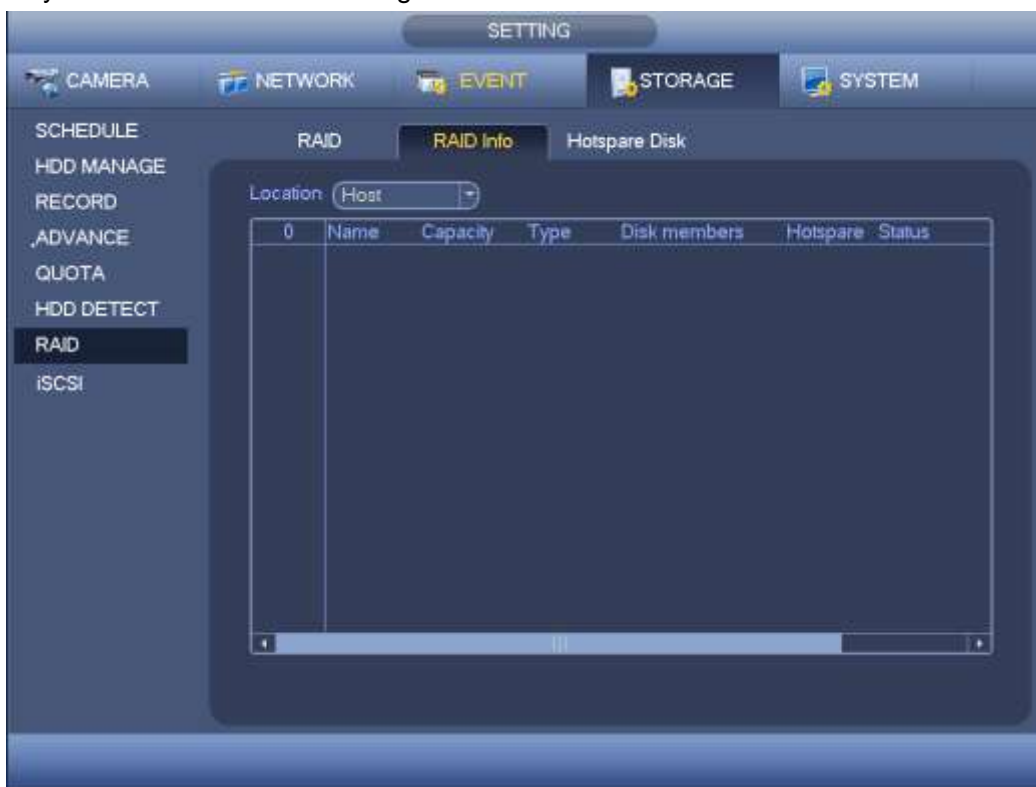 SETTING
CAMERA NETWORK EVENT STORAGE SYSTEM
SCHEDULE
HDD MANAGE
RECORD
ADVANCE
QUOTA
HDD DETECT
RAID
iSCSI
RAID RAID Info Hotspare Disk
Location Host
0 Name Capacity Type Disk members Hotspare Status